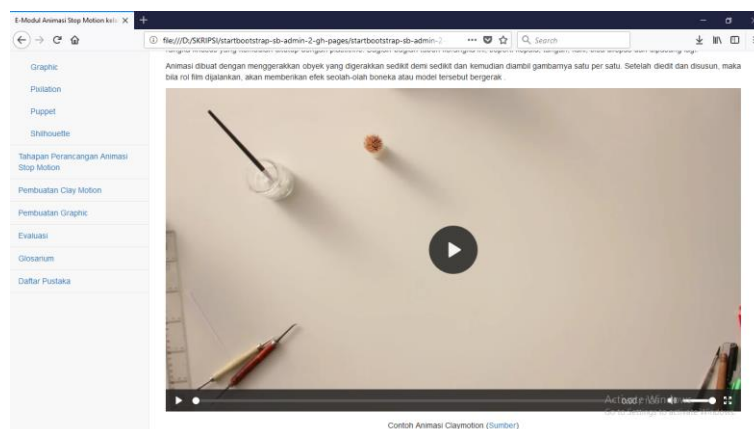 E-Modul Animasi Stop Motion kela
file:///D:/SKRIPSI/startbootstrap-sb-admin-2-gh-pages/startbootstrap-sb-admin-2
Search
Graphic
Pixilation
Puppet
Shilhouette
Tahapan Perancangan Animasi
Stop Motion
Pembuatan Clay Motion
Pembuatan Graphic
Evaluasi
Glosarium
Daftar Pustaka
Animasi dibuat dengan menggerakkan obyek yang digerakkan sedikit demi sedikit dan kemudian diambil gambarnya satu per satu. Setelah diedit dan disusun, maka
bila rol film dijalankan, akan memberikan efek seolah-olah boneka atau model tersebut bergerak .
Contoh Animasi Claymotion (Sumber)